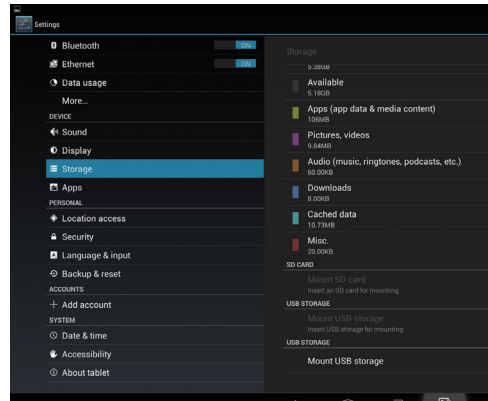 Settings
Bluetooth ON
Ethernet ON
Data usage
More...
DEVICE
Sound
Display
Storage
Apps
PERSONAL
Location access
Security
Language & input
Backup & reset
ACCOUNTS
Add account
SYSTEM
Date & time
Accessibility
About tablet
Storage
5.38GB
Available
5.18GB
Apps (app data & media content)
106MB
Pictures, videos
9.84MB
Audio (music, ringtones, podcasts, etc.)
60.00KB
Downloads
8.00KB
Cached data
10.73MB
Misc.
20.00KB
SD CARD
Mount SD card
Insert an SD card for mounting
USB STORAGE
Mount USB storage
Insert USB storage for mounting
USB STORAGE
Mount USB storage